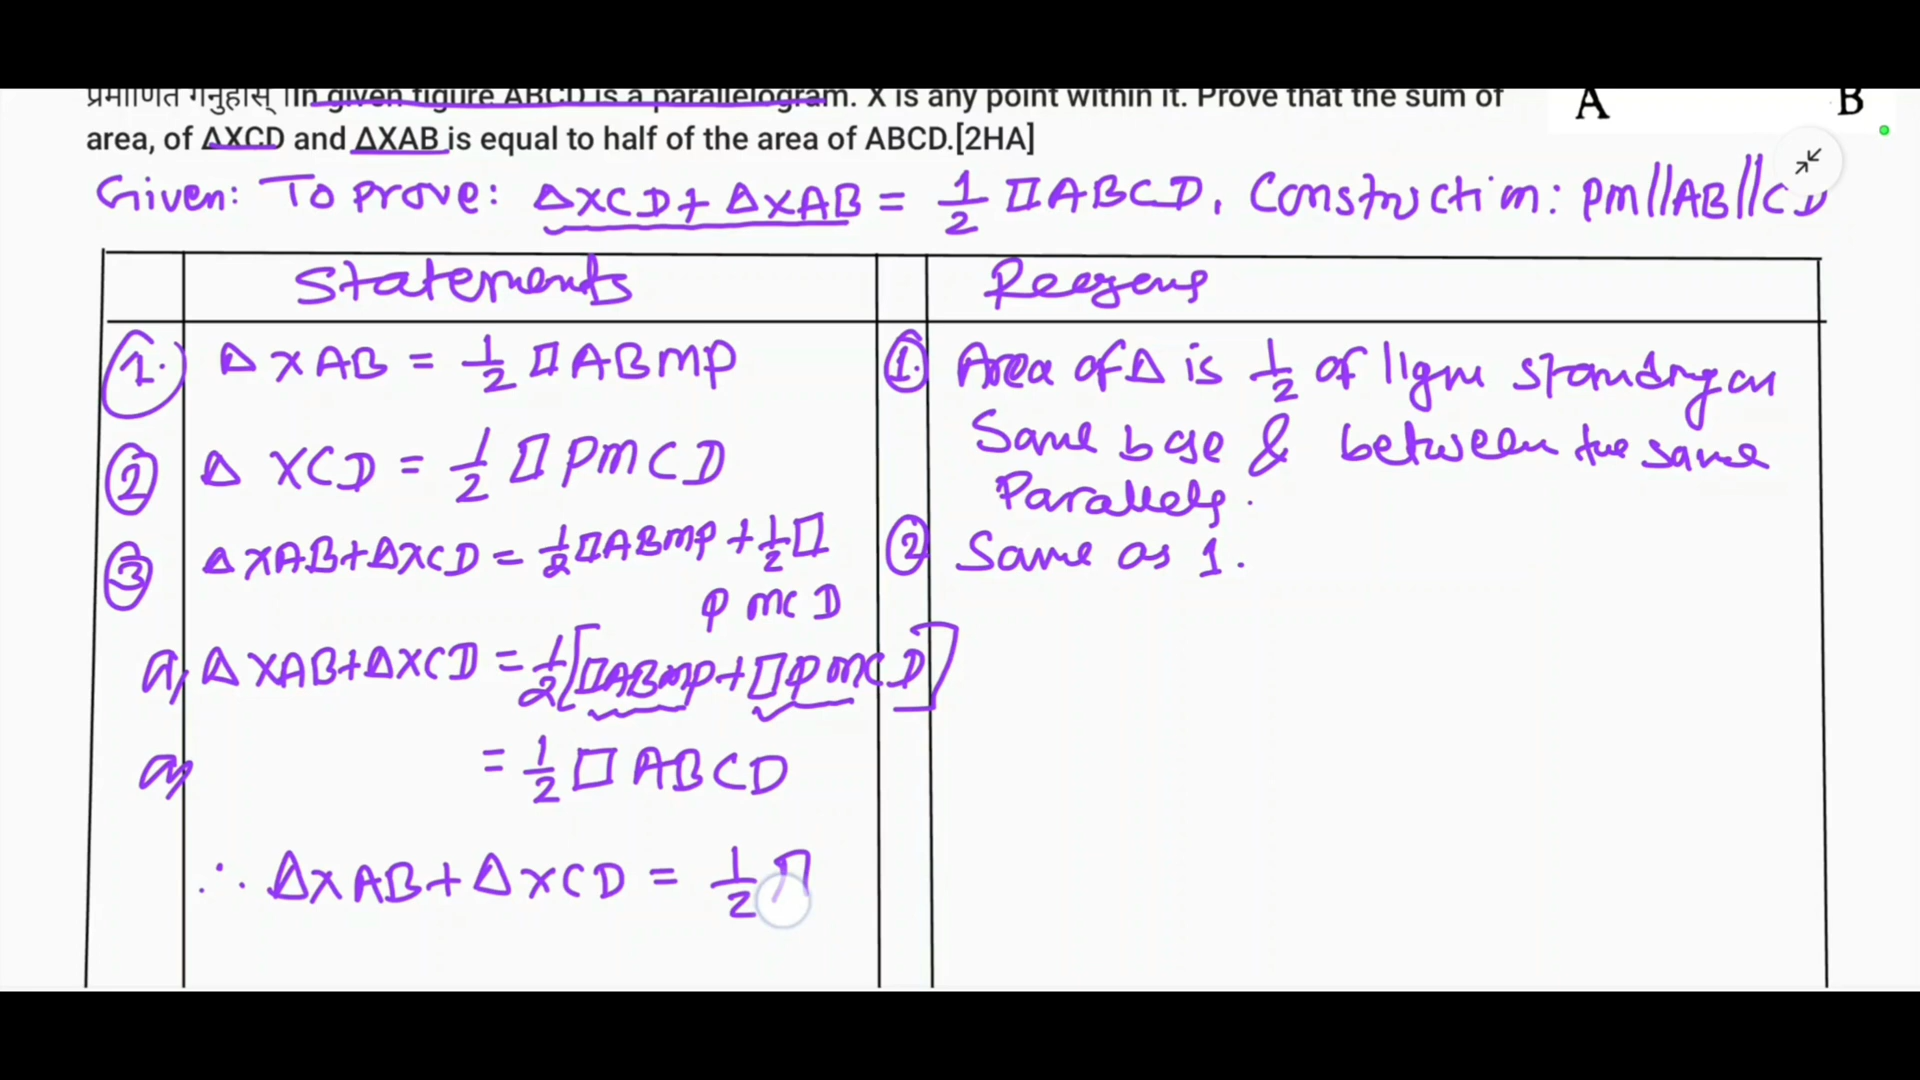 प्रमाणित गर्नुहोस् ।In given figure ABCD is a parallelogram. X is any point within it. Prove that the sum of
area, of ΔXCD and ΔXAB is equal to half of the area of ABCD.[2HA]
A B
Given: To prove: ΔXCD+ ΔXAB = 1/2 ▱ABCD, Construction: PM//AB//CD
Statements Reasons
1. Δ XAB = 1/2 ▱ABMP
2 Δ XCD = 1/2 ▱PMCD
3 ΔXAB+ΔXCD = 1/2▱ABMP+1/2▱
PMCD
a, ΔXAB+ΔXCD = 1/2[▱ABMP+▱PMCD]
a, = 1/2 ▱ABCD
∴ ΔXAB+ΔXCD = 1/2
1. Area of Δ is 1/2 of llgm standing on
Same base & between the same
Parallels.
2 Same as 1.